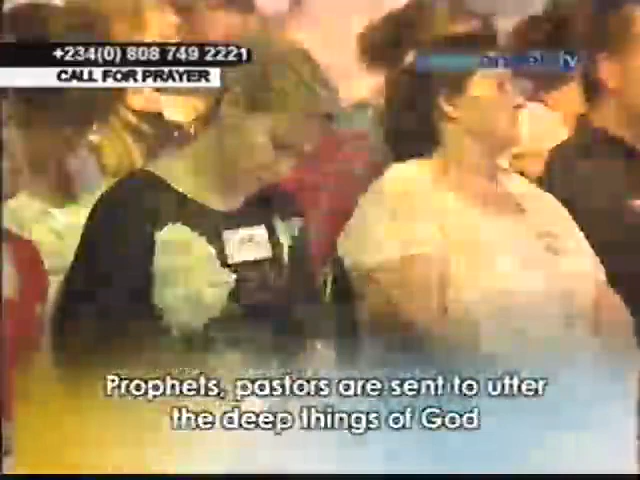 +234(0) 808 749 2221
CALL FOR PRAYER
Prophets, pastors are sent to utter
the deep things of God